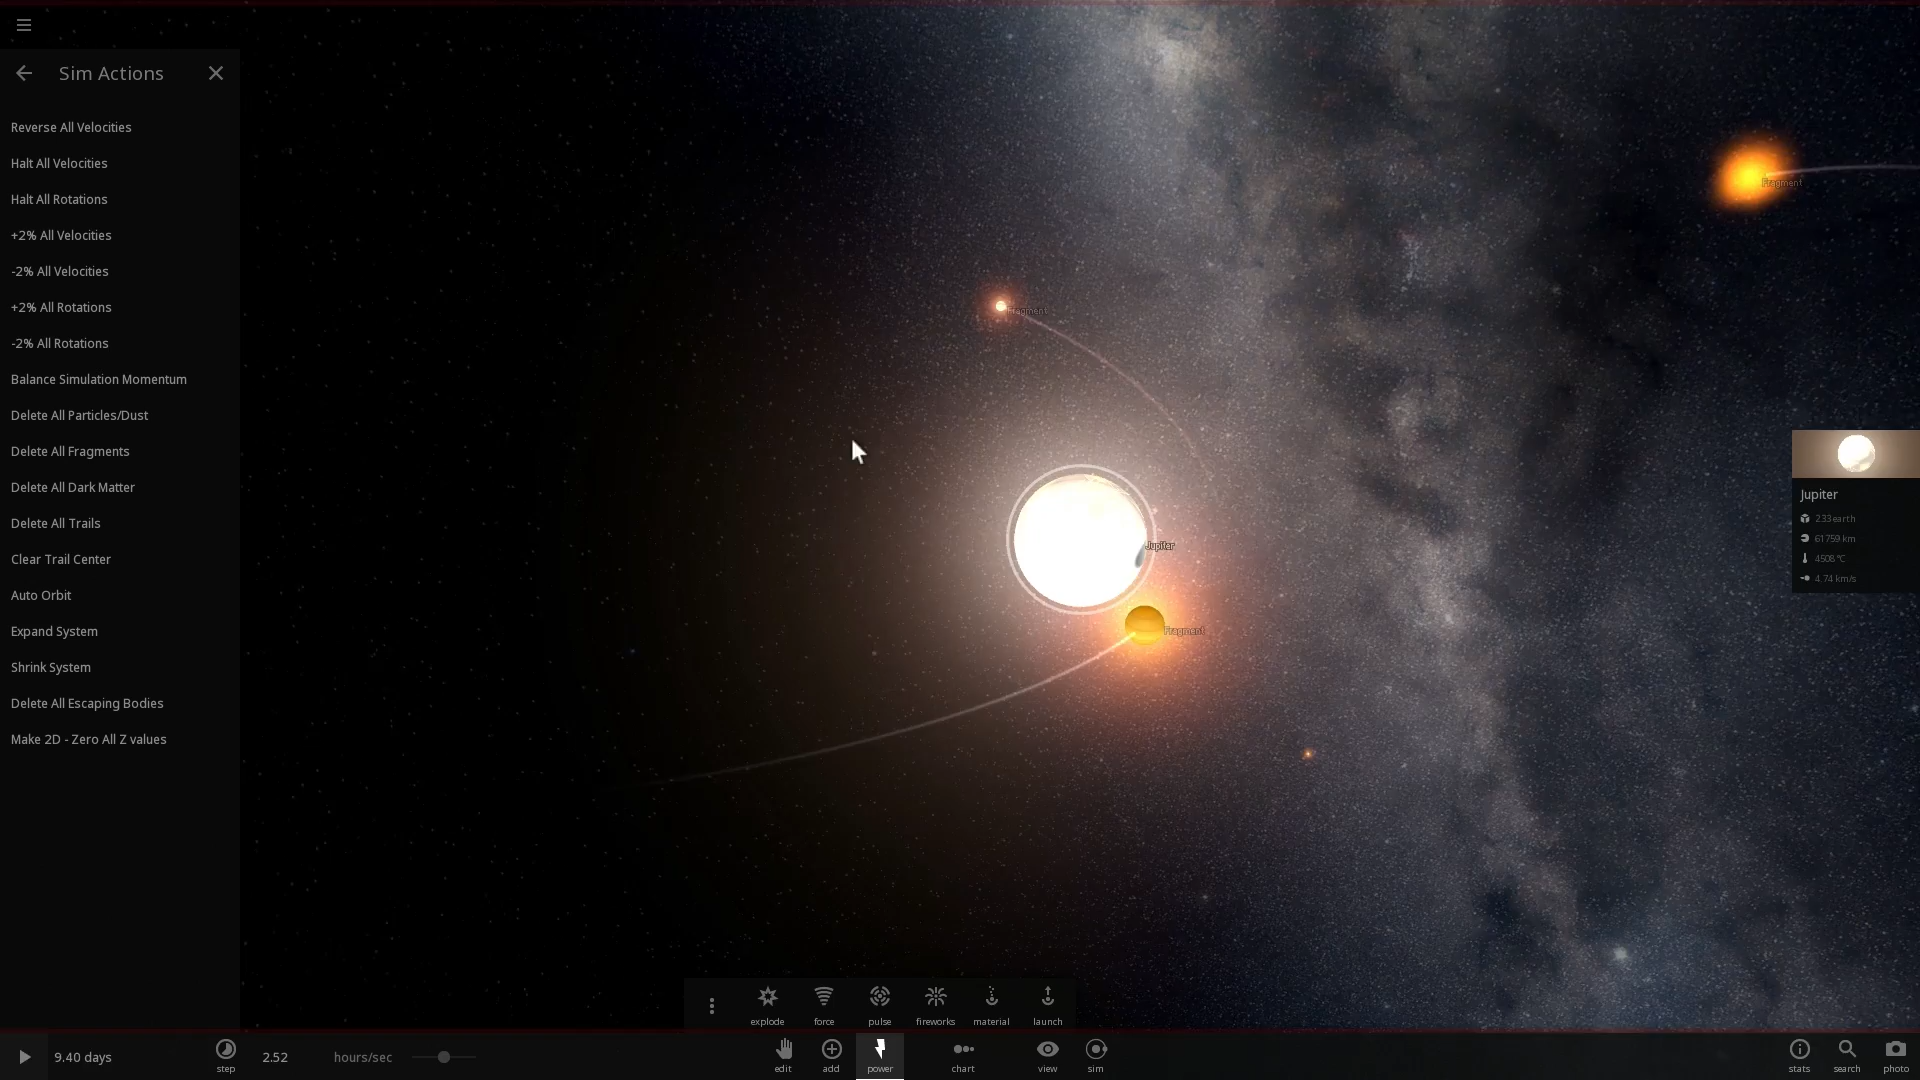 Sim Actions
Reverse All Velocities
Halt All Velocities
Halt All Rotations
+2% All Velocities
-2% All Velocities
+2% All Rotations
-2% All Rotations
Balance Simulation Momentum
Delete All Particles/Dust
Delete All Fragments
Delete All Dark Matter
Delete All Trails
Clear Trail Center
Auto Orbit
Expand System
Shrink System
Delete All Escaping Bodies
Make 2D - Zero All Z values
Fragment
Fragment
Jupiter
Fragment
Jupiter
233 earth
61759 km
4508 °C
4.74 km/s
explode force pulse fireworks material launch
9.40 days step 2.52 hours/sec edit add power chart view sim stats search photo